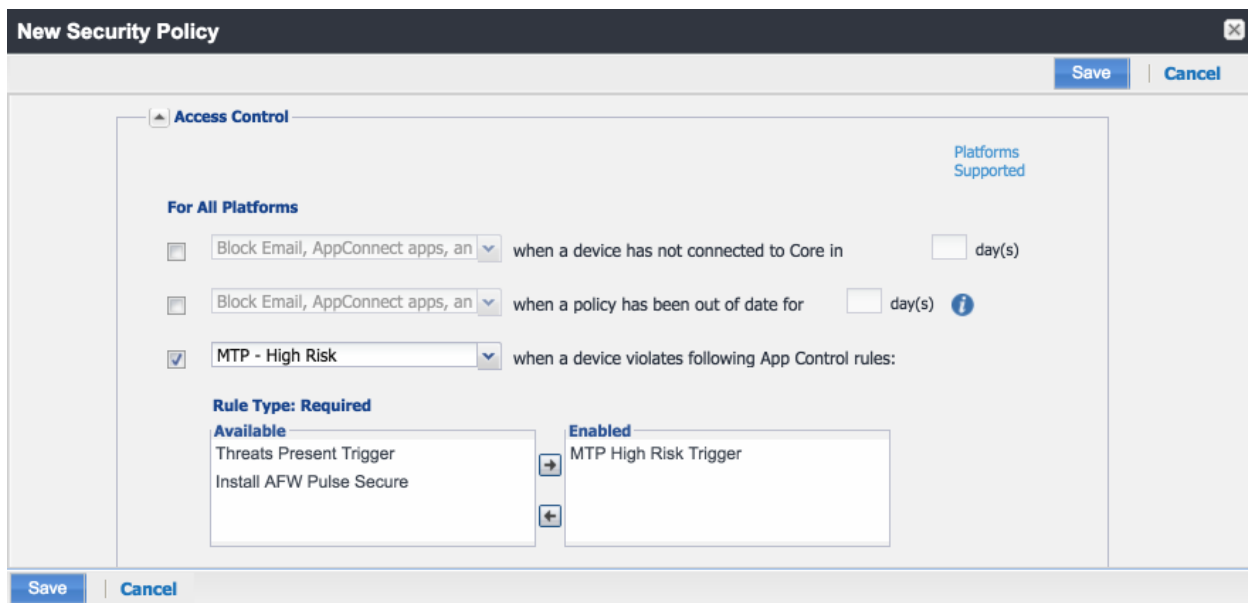 New Security Policy
Save Cancel
Access Control
Platforms
Supported
For All Platforms
Block Email, AppConnect apps, an when a device has not connected to Core in day(s)
Block Email, AppConnect apps, an when a policy has been out of date for day(s) i
MTP - High Risk when a device violates following App Control rules:
Rule Type: Required
Available Enabled
Threats Present Trigger MTP High Risk Trigger
Install AFW Pulse Secure
Save Cancel